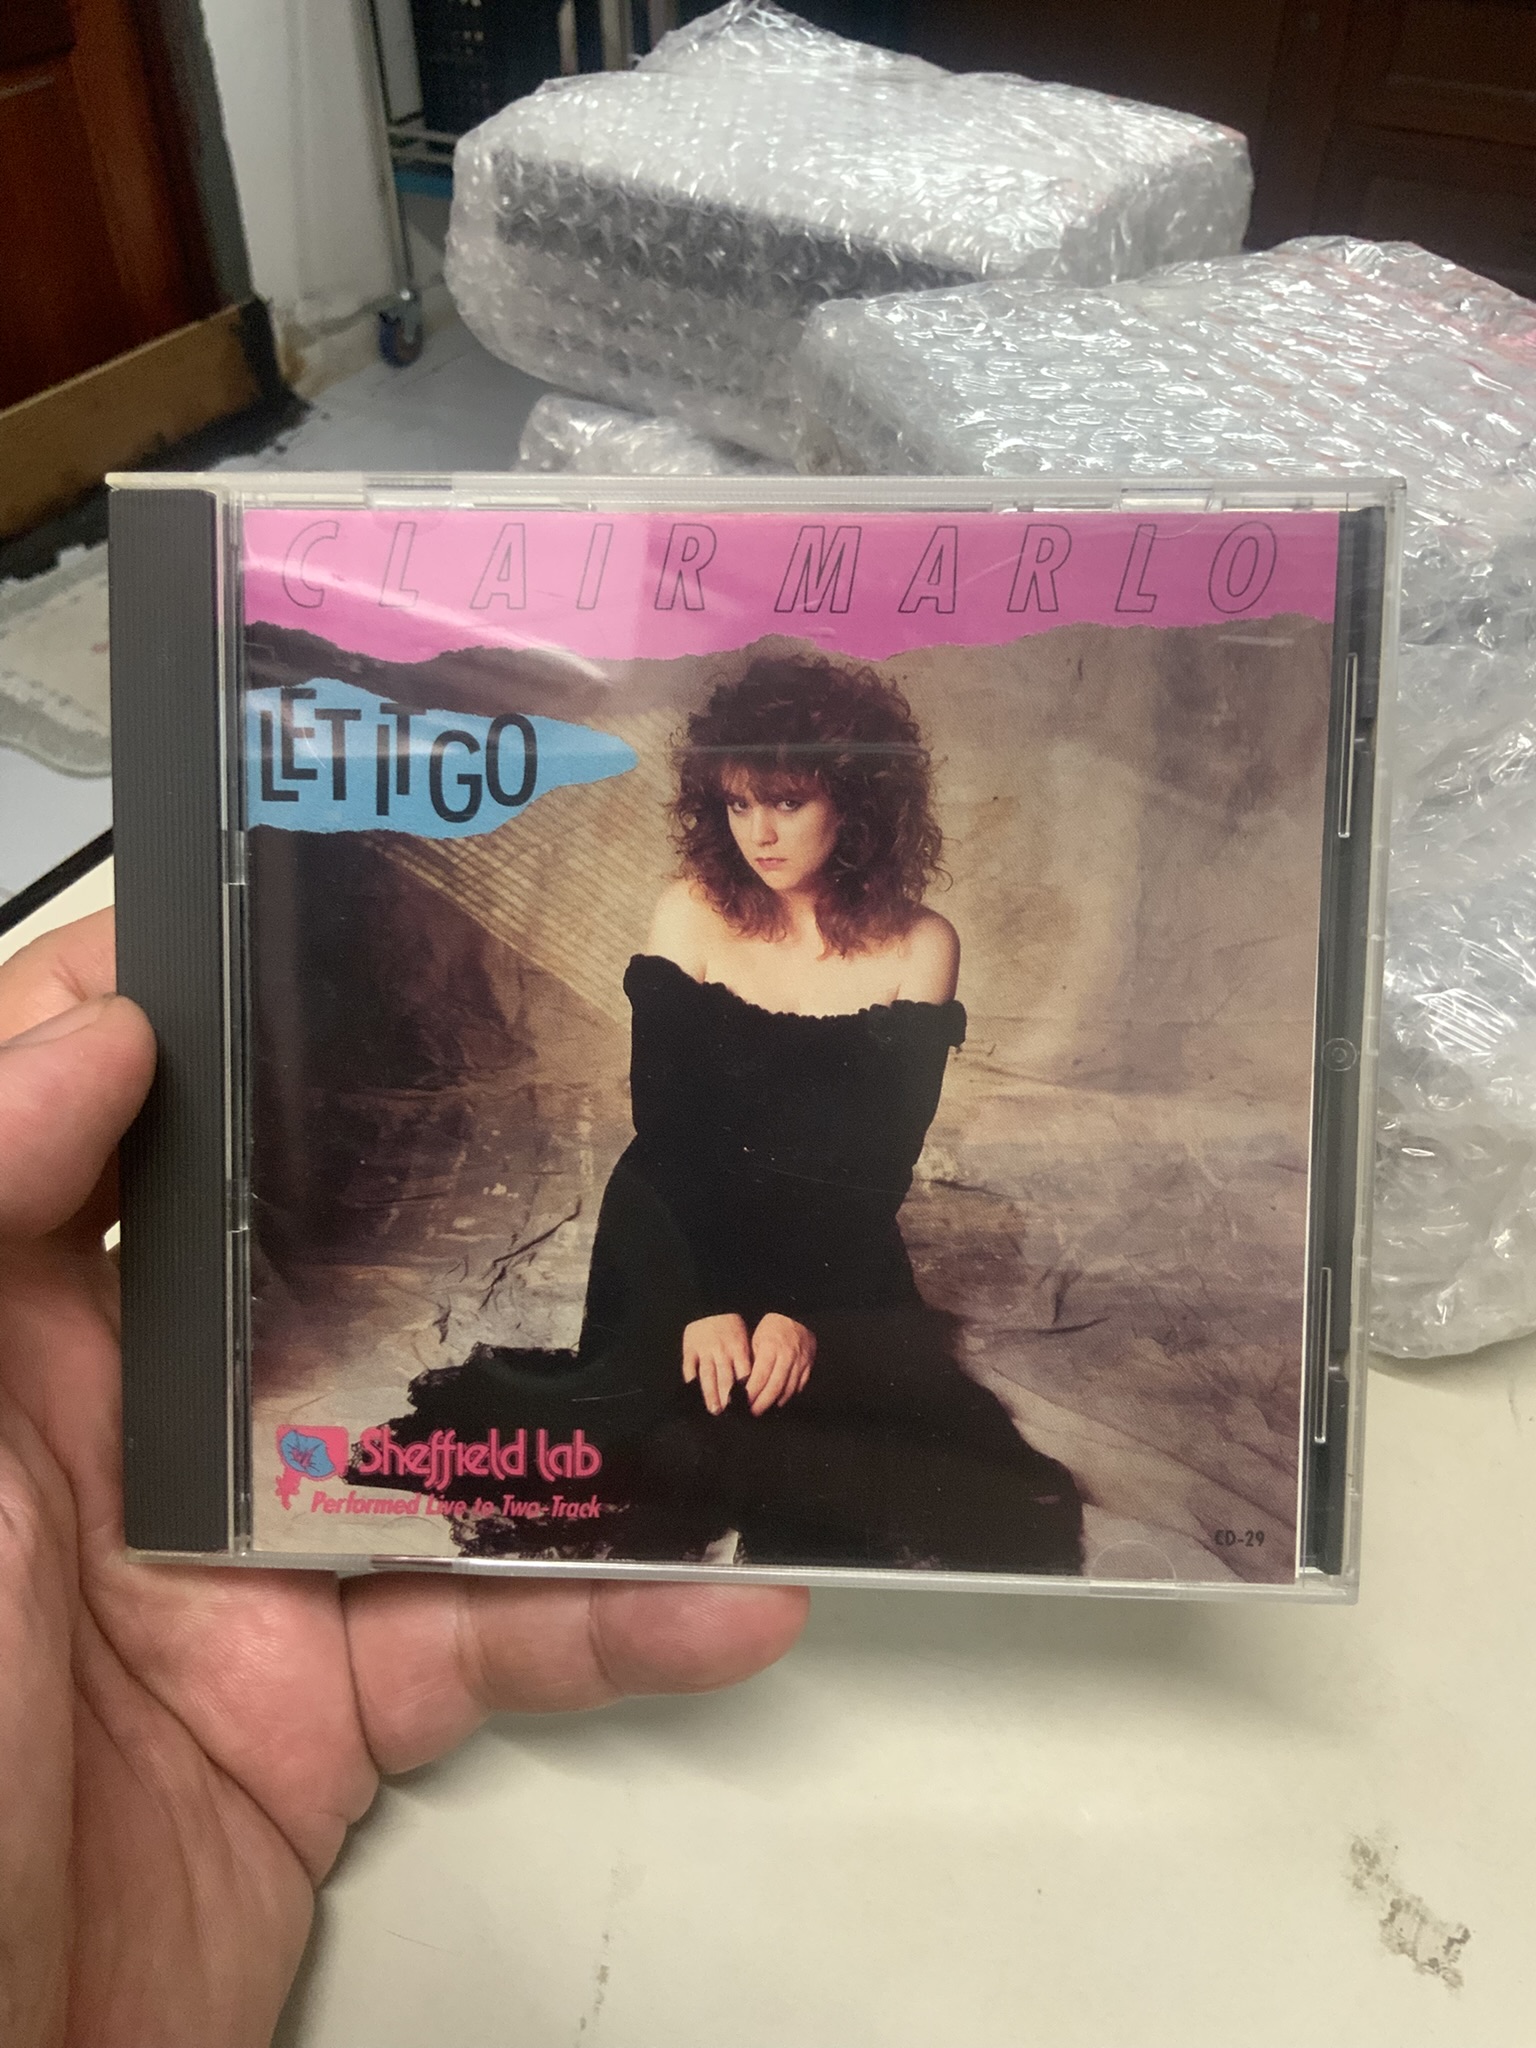 CLAIR MARLO
LET IT GO
Sheffield Lab
Performed Live to Two-Track
CD-29